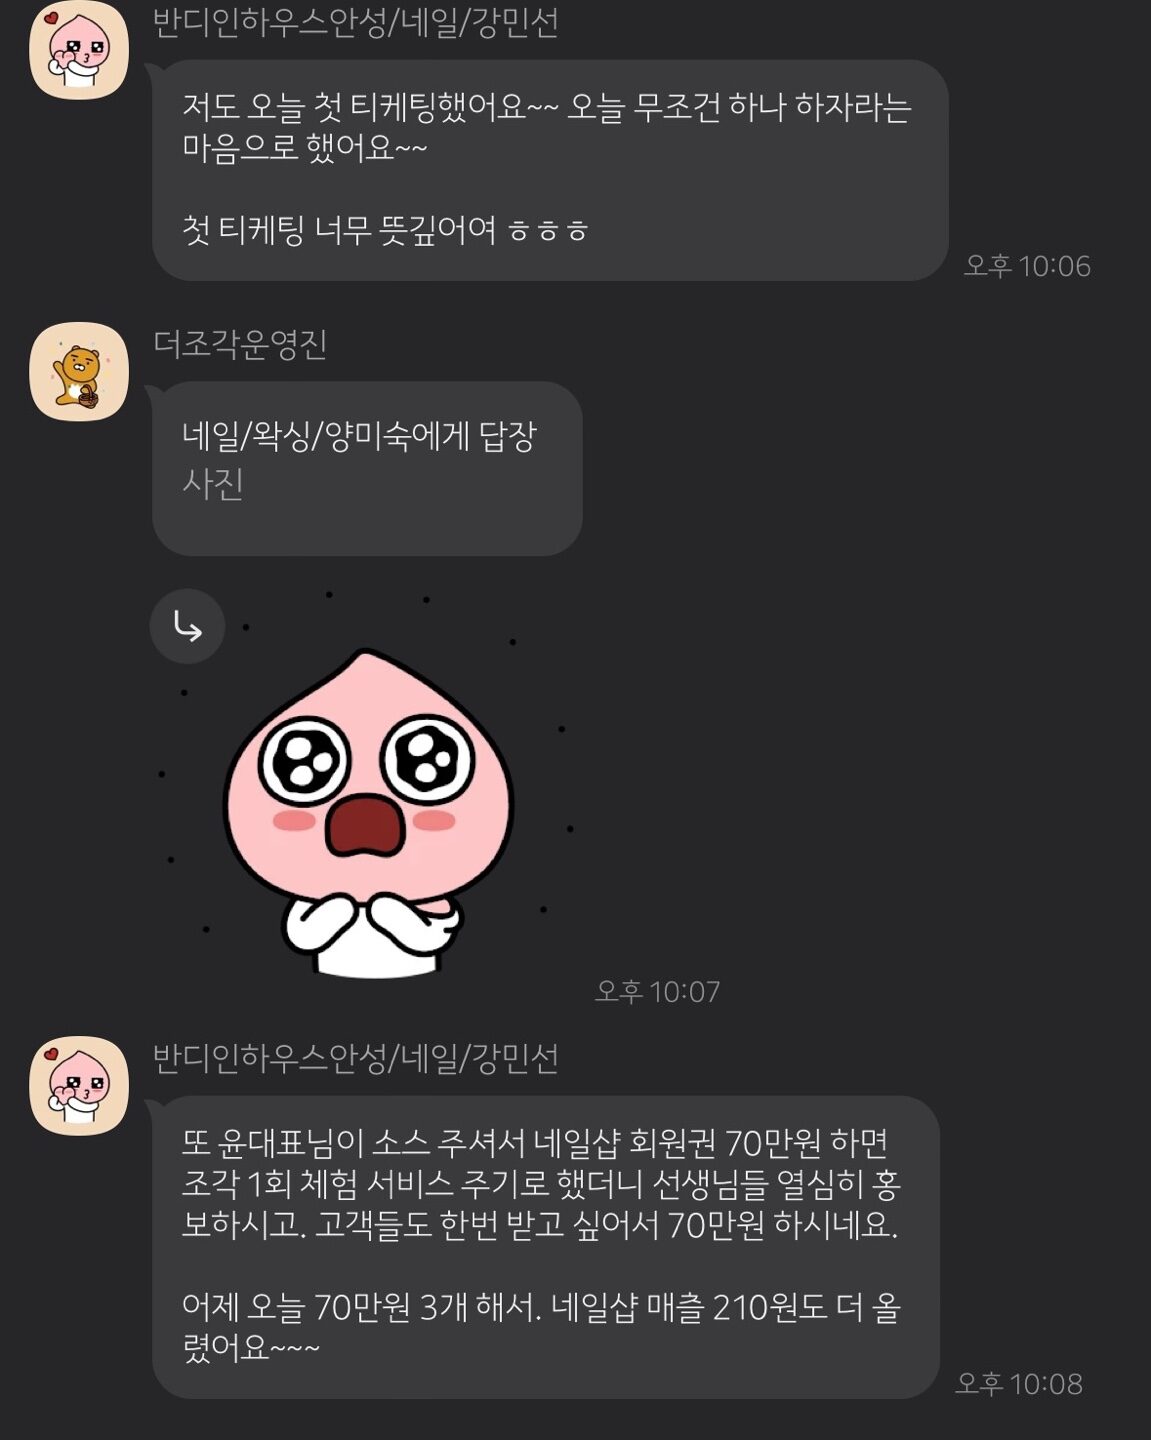 반디인하우스안성/네일/강민선
저도 오늘 첫 티케팅했어요~~ 오늘 무조건 하나 하자라는
마음으로 했어요~~
첫 티케팅 너무 뜻깊어여 ㅎㅎㅎ
오후 10:06
더조각운영진
네일/왁싱/양미숙에게 답장
사진
오후 10:07
반디인하우스안성/네일/강민선
또 윤대표님이 소스 주셔서 네일샵 회원권 70만원 하면
조각 1회 체험 서비스 주기로 했더니 선생님들 열심히 홍
보하시고. 고객들도 한번 받고 싶어서 70만원 하시네요.
어제 오늘 70만원 3개 해서. 네일샵 매츨 210원도 더 올
렸어요~~~
오후 10:08